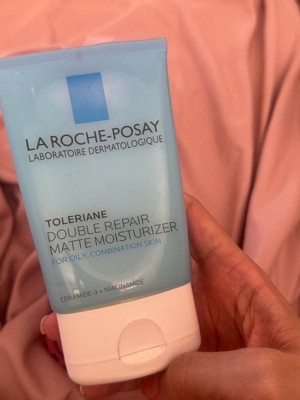 LA ROCHE-POSAY
LABORATOIRE DERMATOLOGIQUE
TOLERIANE
DOUBLE REPAIR
MATTE MOISTURIZER
FOR OILY, COMBINATION SKIN
CERAMIDE-3 + NIACINAMIDE